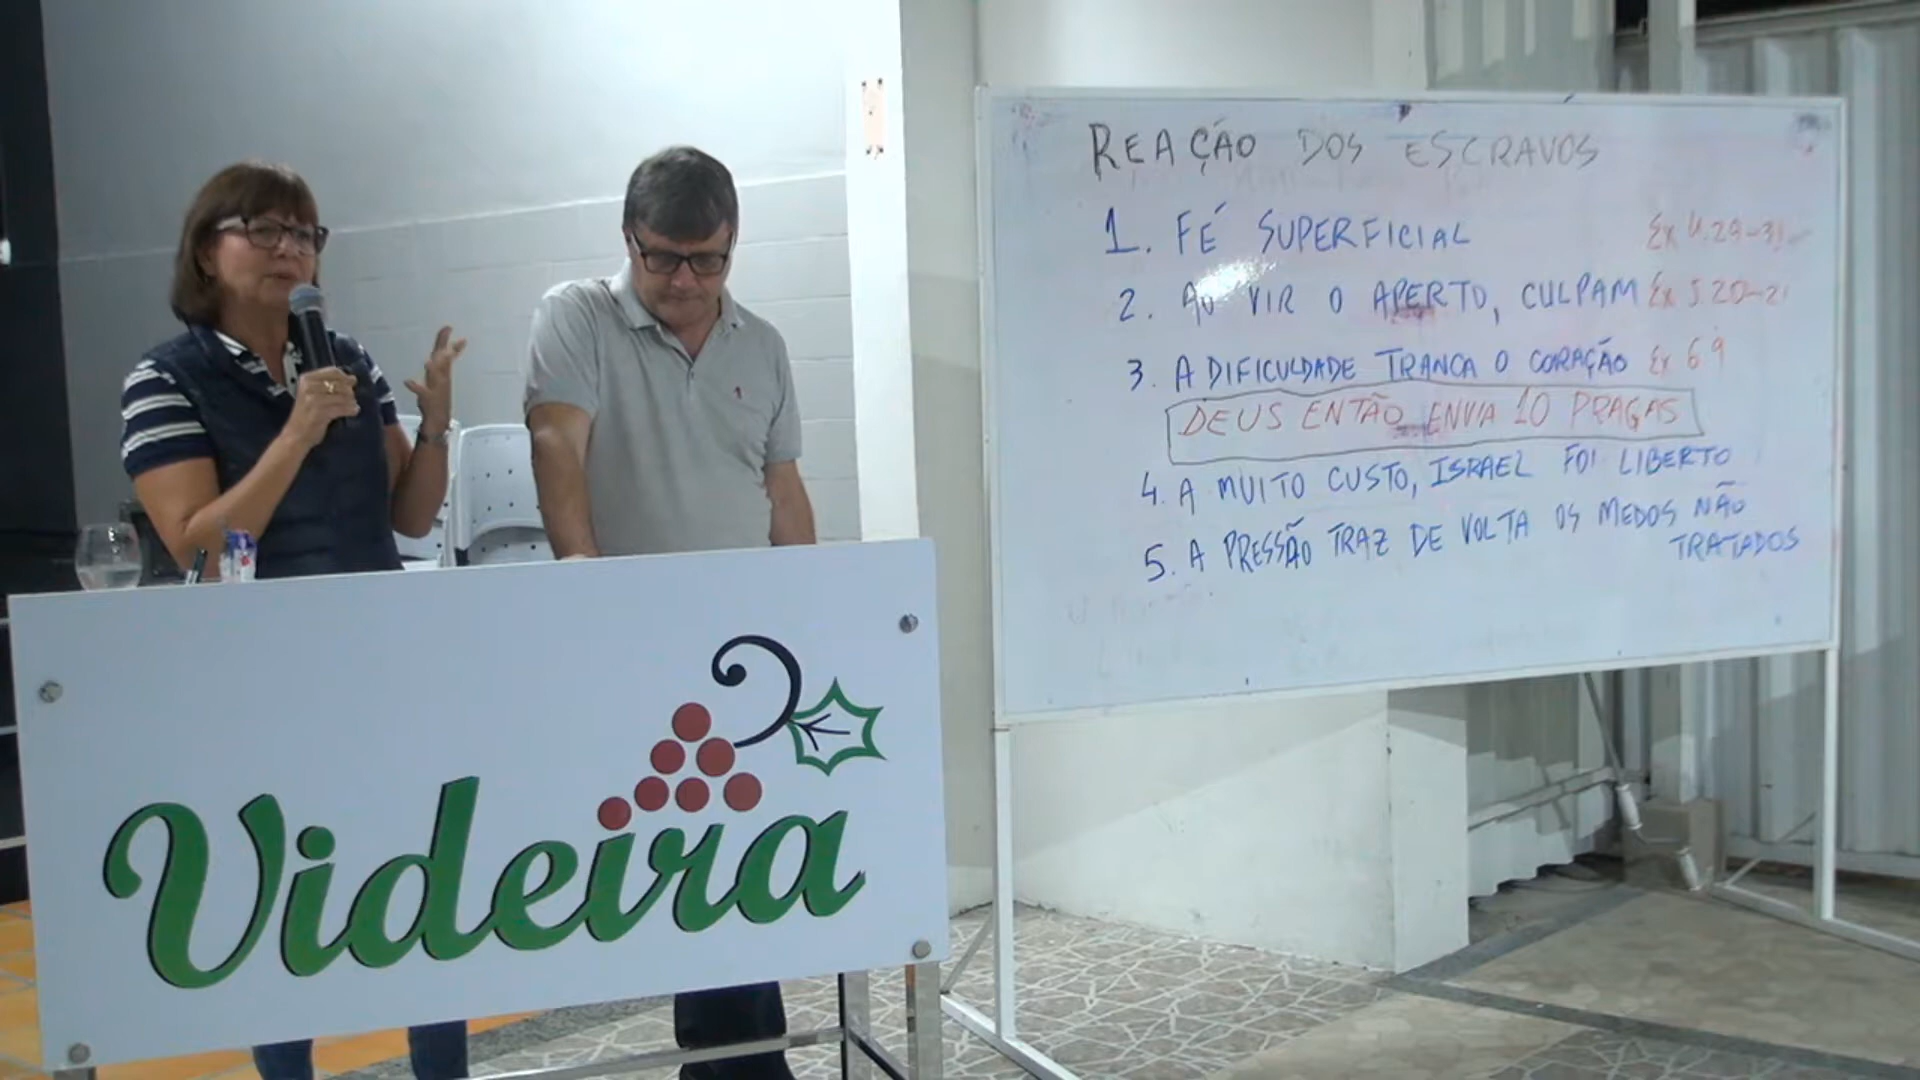 REAÇÃO DOS ESCRAVOS
1. FÉ SUPERFICIAL Ex 4.29-31
2. AO VIR O APERTO, CULPAM Ex 5.20-21
3. A DIFICULDADE TRANCA O CORAÇÃO Ex 6.9
DEUS ENTÃO ENVIA 10 PRAGAS
4. A MUITO CUSTO, ISRAEL FOI LIBERTO
5. A PRESSÃO TRAZ DE VOLTA OS MEDOS NÃO
TRATADOS
Videira